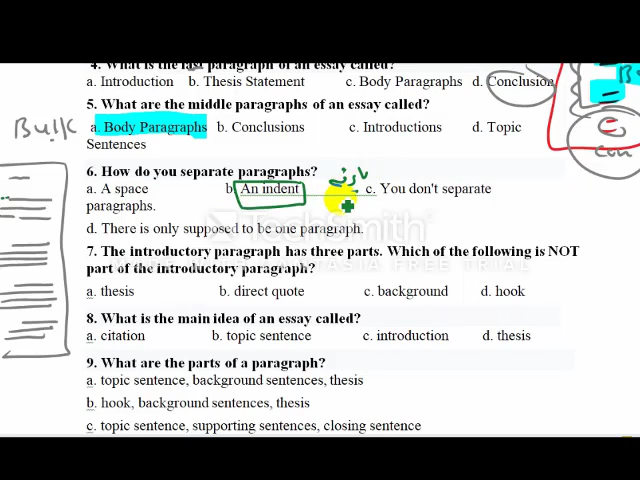 4. What is the last paragraph of an essay called?
a. Introduction b. Thesis Statement c. Body Paragraphs d. Conclusion
5. What are the middle paragraphs of an essay called?
Bulk
a. Body Paragraphs b. Conclusions c. Introductions d. Topic
Sentences
6. How do you separate paragraphs?
a. A space b. An indent c. You don't separate
paragraphs.
d. There is only supposed to be one paragraph.
TechSmith
7. The introductory paragraph has three parts. Which of the following is NOT
part of the introductory paragraph?
FREE TRIAL
a. thesis b. direct quote c. background d. hook
8. What is the main idea of an essay called?
a. citation b. topic sentence c. introduction d. thesis
9. What are the parts of a paragraph?
a. topic sentence, background sentences, thesis
b. hook, background sentences, thesis
c. topic sentence, supporting sentences, closing sentence